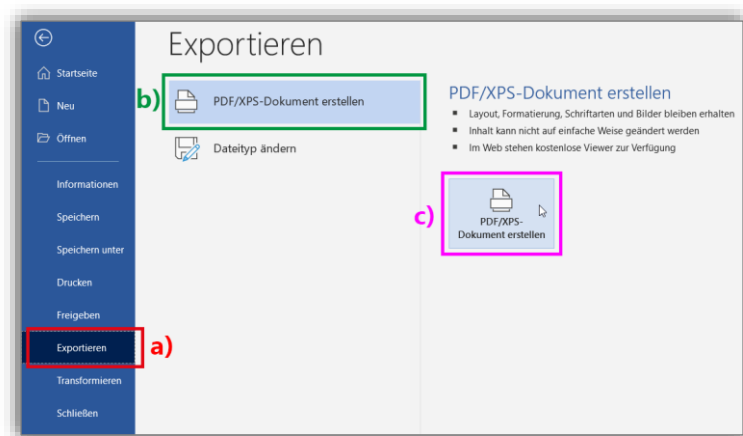 Exportieren
Startseite
Neu
Öffnen
Informationen
Speichern
Speichern unter
Drucken
Freigeben
Exportieren
a)
Transformieren
Schließen
b)
PDF/XPS-Dokument erstellen
Dateityp ändern
PDF/XPS-Dokument erstellen
Layout, Formatierung, Schriftarten und Bilder bleiben erhalten
Inhalt kann nicht auf einfache Weise geändert werden
Im Web stehen kostenlose Viewer zur Verfügung
c)
PDF/XPS-
Dokument erstellen